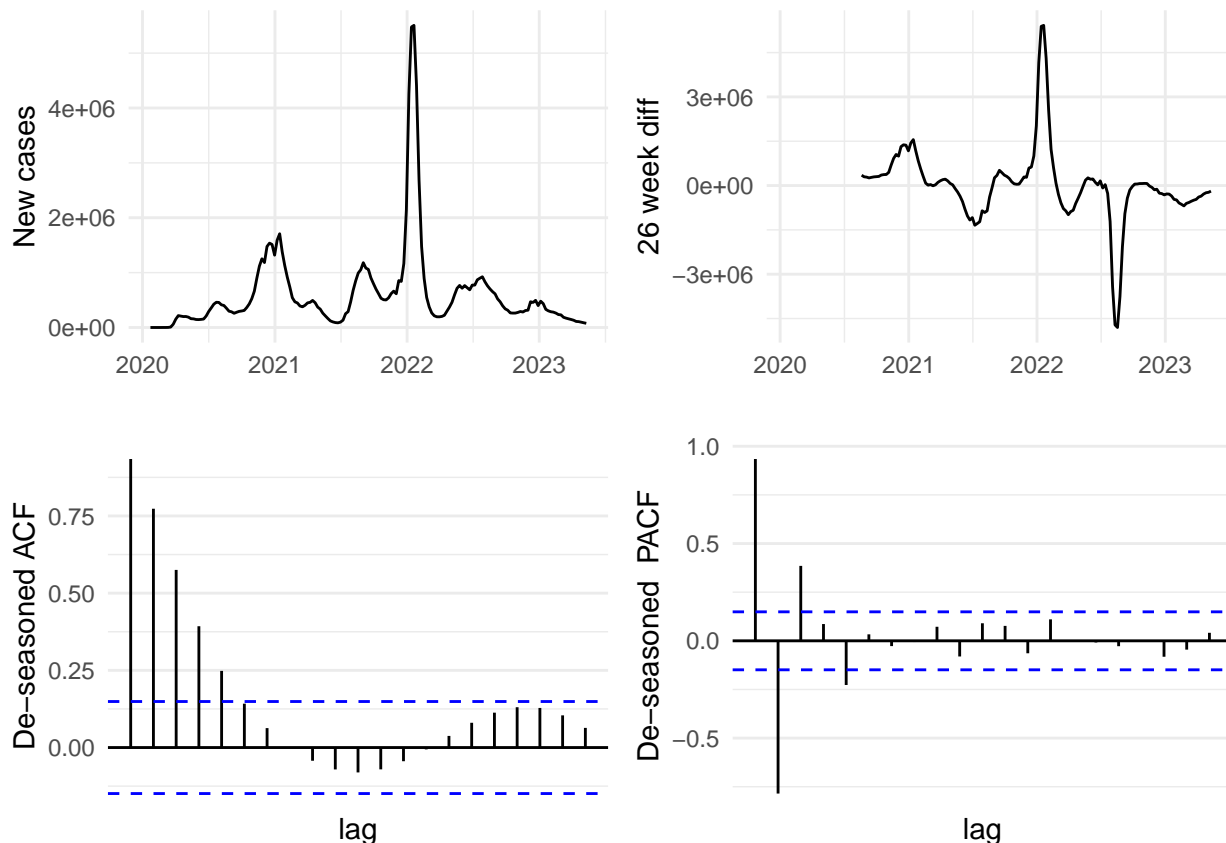 New cases
4e+06
2e+06
0e+00
2020 2021 2022 2023
26 week diff
3e+06
0e+00
−3e+06
2020 2021 2022 2023
De−seasoned ACF
0.75
0.50
0.25
0.00
lag
De−seasoned PACF
1.0
0.5
0.0
−0.5
lag